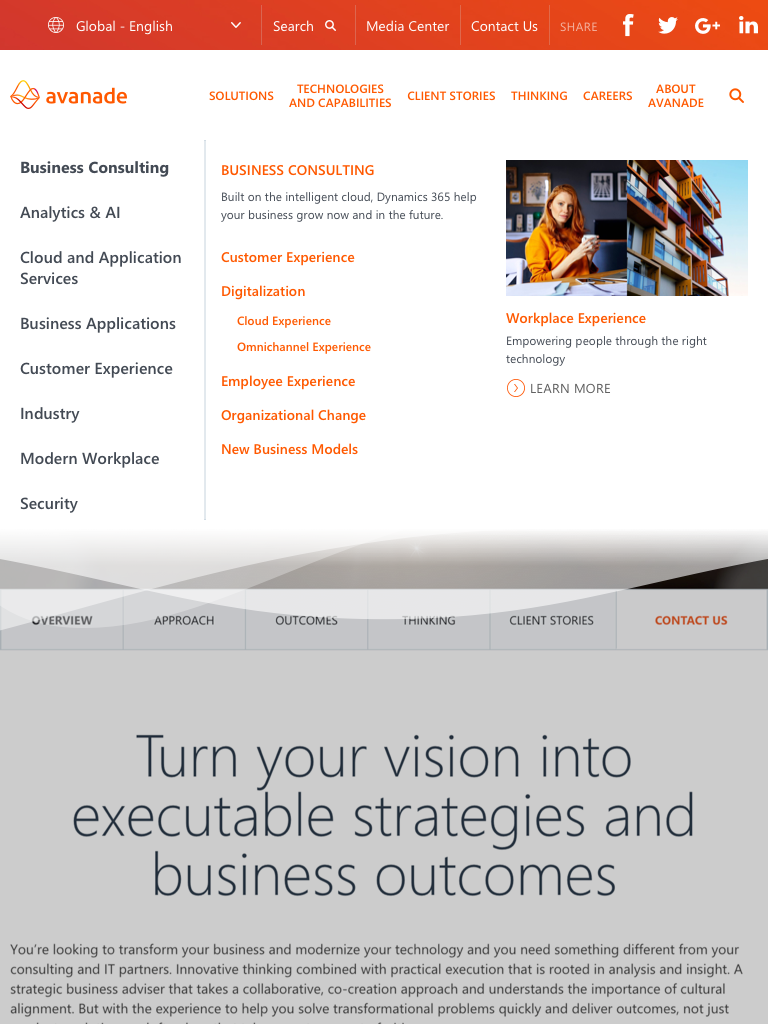 Global - English
Search
Media Center
Contact Us
SHARE
G+
in
avanade
SOLUTIONS
TECHNOLOGIES
AND CAPABILITIES
CLIENT STORIES
THINKING
CAREERS
ABOUT
AVANADE
Business Consulting
Analytics & AI
Cloud and Application
Services
Business Applications
Customer Experience
Industry
Modern Workplace
Security
BUSINESS CONSULTING
Built on the intelligent cloud, Dynamics 365 help
your business grow now and in the future.
Customer Experience
Digitalization
Cloud Experience
Omnichannel Experience
Employee Experience
Organizational Change
New Business Models
Workplace Experience
Empowering people through the right
technology
LEARN MORE
OVERVIEW
APPROACH
OUTCOMES
THINKING
CLIENT STORIES
CONTACT US
Turn your vision into
executable strategies and
business outcomes
You’re looking to transform your business and modernize your technology and you need something different from your
consulting and IT partners. Innovative thinking combined with practical execution that is rooted in analysis and insight. A
strategic business adviser that takes a collaborative, co-creation approach and understands the importance of cultural
alignment. But with the experience to help you solve transformational problems quickly and deliver outcomes, not just